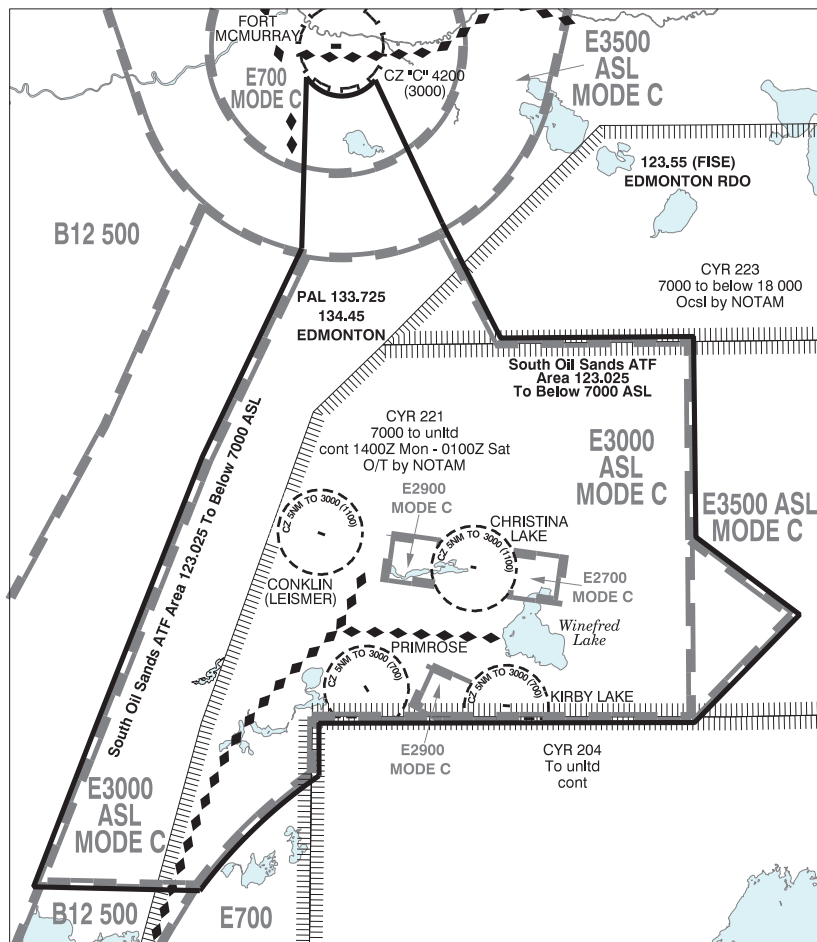 FORT
MCMURRAY
E700
MODE C
CZ "C" 4200
(3000)
E3500
ASL
MODE C
123.55 (FISE)
EDMONTON RDO
B12 500
CYR 223
7000 to below 18 000
Ocsl by NOTAM
PAL 133.725
134.45
EDMONTON
South Oil Sands ATF
Area 123.025
To Below 7000 ASL
South Oil Sands ATF Area 123.025 To Below 7000 ASL
CYR 221
7000 to unltd
cont 1400Z Mon - 0100Z Sat
O/T by NOTAM
E3000
ASL
MODE C
E2900
MODE C
E3500 ASL
MODE C
CZ 5NM TO 3000 (1100)
CONKLIN
(LEISMER)
CHRISTINA
LAKE
CZ 5NM TO 3000 (1100)
E2700
MODE C
Winefred
Lake
PRIMROSE
CZ 5NM TO 3000 (700)
CZ 5NM TO 3000 (700)
KIRBY LAKE
E2900
MODE C
CYR 204
To unltd
cont
E3000
ASL
MODE C
B12 500
E700